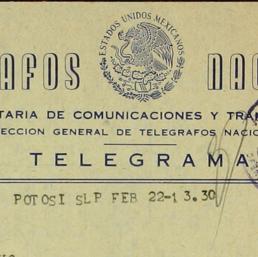 ESTADOS UNIDOS MEXICANOS
AFOS NAC
TARIA DE COMUNICACIONES Y TRA
ECCION GENERAL DE TELEGRAFOS NACIO
TELEGRAMA
POTOSI SLP FEB 22-1 3.30